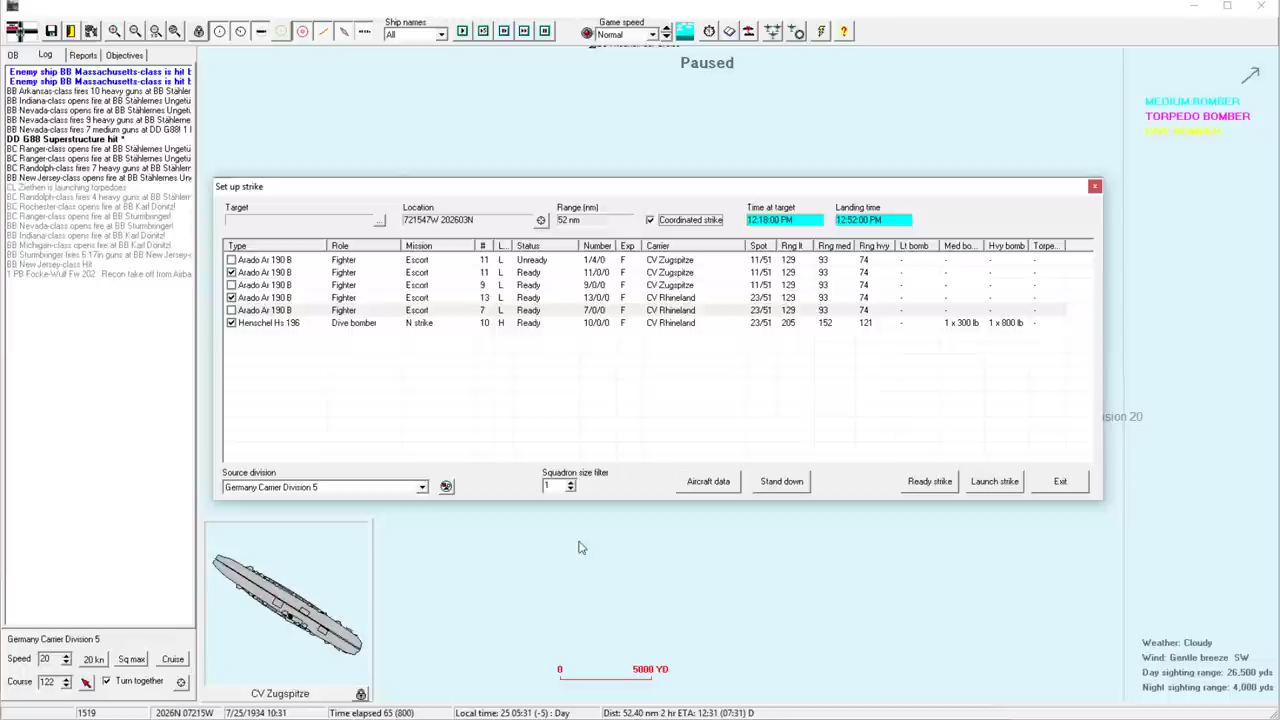 Ship names
Game speed
All
Normal
OB Log Reports Objectives
Paused
Enemy ship BB Massachusetts-class is hit b
Enemy ship BB Massachusetts-class is hit b
BB Arkansas-class fires 10 heavy guns at BB Stähler
BB Indiana-class opens fire at BB Stählernes Ungetü
BB Nevada-class opens fire at BB Stählernes Ungetü
BB Nevada-class fires 9 heavy guns at BB Stählernes
BB Nevada-class fires 7 medium guns at DD G88! 1 l
DD G88 Superstructure hit *
BC Ranger-class opens fire at BB Stählernes Ungetü
BC Ranger-class opens fire at BB Stählernes Ungetü
BC Randolph-class fires 7 heavy guns at BB Stähler
BB New Jersey-class opens fire at BB Stählernes Un
CL Ziethen is launching torpedoes
BC Randolph-class fires 4 heavy guns at BB Stählern
BC Rochester-class opens fire at BB Karl Dönitz!
BC Ranger-class opens fire at BB Sturmbringer!
BB Nevada-class opens fire at BB Sturmbringer!
BB Indiana-class opens fire at BB Karl Dönitz!
BB Michigan-class opens fire at BB Karl Dönitz!
BB Sturmbringer fires 6 17in guns at BB New Jersey-c
BB New Jersey-class Hit
1 PB Focke-Wulf Fw 202 Recon take off from Airba
MEDIUM BOMBER
TORPEDO BOMBER
DIVE BOMBER
Set up strike
Target Location Range (nm) Time at target Landing time
... 721547W 202603N 52 nm Coordinated strike 12:18:00 PM 12:52:00 PM
Type Role Mission # L... Status Number Exp Carrier Spot Rng lt Rng med Rng hvy Lt bomb Med bo... Hvy bomb Torpe...
Arado Ar 190 B Fighter Escort 11 L Unready 1/4/0 F CV Zugspitze 11/51 129 93 74 - - - -
Arado Ar 190 B Fighter Escort 11 L Ready 11/0/0 F CV Zugspitze 11/51 129 93 74 - - - -
Arado Ar 190 B Fighter Escort 9 L Ready 9/0/0 F CV Zugspitze 11/51 129 93 74 - - - -
Arado Ar 190 B Fighter Escort 13 L Ready 13/0/0 F CV Rhineland 23/51 129 93 74 - - - -
Arado Ar 190 B Fighter Escort 7 L Ready 7/0/0 F CV Rhineland 23/51 129 93 74 - - - -
Henschel Hs 196 Dive bomber N strike 10 H Ready 10/0/0 F CV Rhineland 23/51 205 152 121 - 1 x 300 lb 1 x 800 lb -
ision 20
Source division Squadron size filter
Germany Carrier Division 5 1 Aircraft data Stand down Ready strike Launch strike Exit
CV Zugspitze
0 5000 YD
Germany Carrier Division 5
Speed 20 20 kn Sq max Cruise
Course 122 Turn together
Weather: Cloudy
Wind: Gentle breeze SW
Day sighting range: 26,500 yds
Night sighting range: 4,000 yds
1519 2026N 07215W 7/25/1934 10:31 Time elapsed 65 (800) Local time: 25 05:31 (-5) : Day Dist: 52.40 nm 2 hr ETA: 12:31 (07:31) D